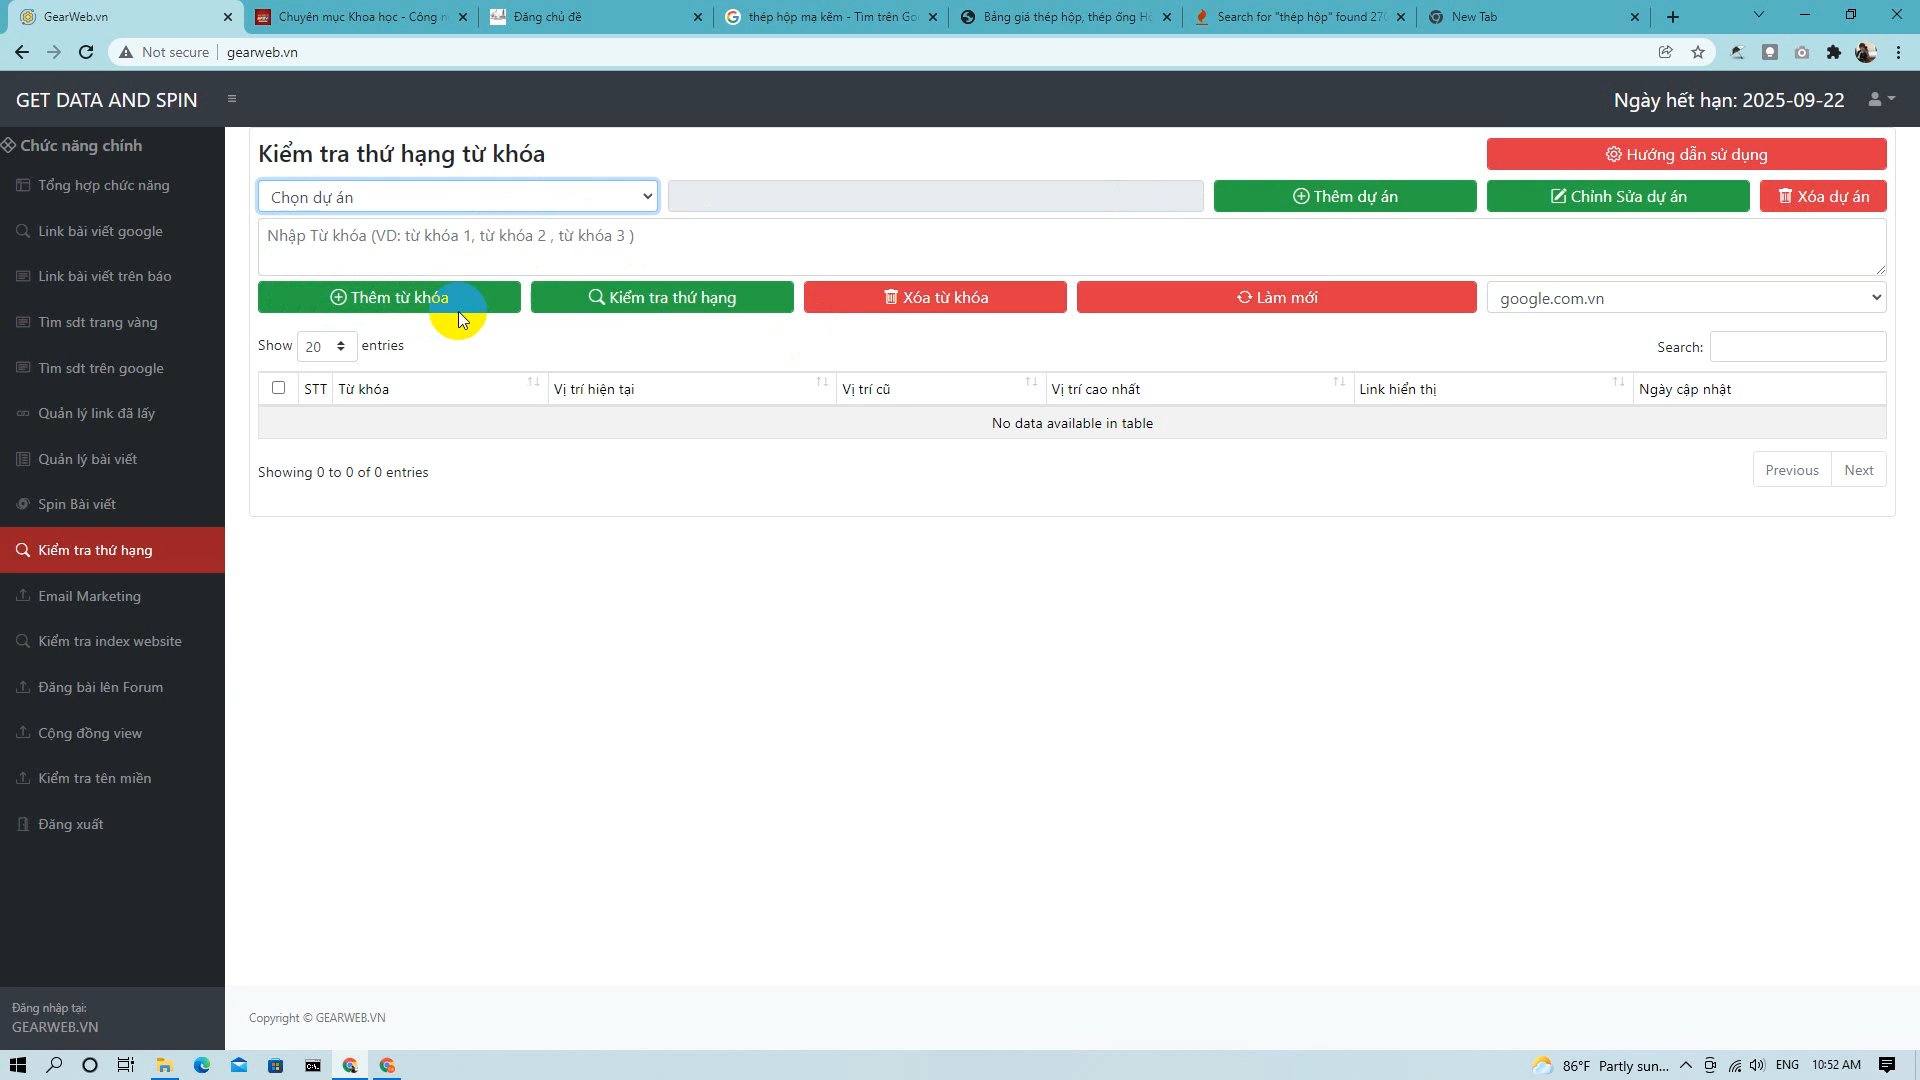 GearWeb.vn
Chuyên mục Khoa học - Công n
Đăng chủ đề
thép hộp mạ kẽm - Tìm trên Go
Bảng giá thép hộp, thép ống Hò
Search for "thép hộp" found 270
New Tab
Not secure
gearweb.vn
GET DATA AND SPIN
Ngày hết hạn: 2025-09-22
Chức năng chính
Tổng hợp chức năng
Link bài viết google
Link bài viết trên báo
Tìm sdt trang vàng
Tìm sdt trên google
Quản lý link đã lấy
Quản lý bài viết
Spin Bài viết
Kiểm tra thứ hạng
Email Marketing
Kiểm tra index website
Đăng bài lên Forum
Cộng đồng view
Kiểm tra tên miền
Đăng xuất
Đăng nhập tại:
GEARWEB.VN
Kiểm tra thứ hạng từ khóa
Hướng dẫn sử dụng
Chọn dự án
Thêm dự án
Chỉnh Sửa dự án
Xóa dự án
Nhập Từ khóa (VD: từ khóa 1, từ khóa 2 , từ khóa 3 )
Thêm từ khóa
Kiểm tra thứ hạng
Xóa từ khóa
Làm mới
google.com.vn
Show 20 entries
Search:
STT Từ khóa Vị trí hiện tại Vị trí cũ Vị trí cao nhất Link hiển thị Ngày cập nhật
No data available in table
Showing 0 to 0 of 0 entries
Previous Next
Copyright © GEARWEB.VN
86°F Partly sun... ENG 10:52 AM